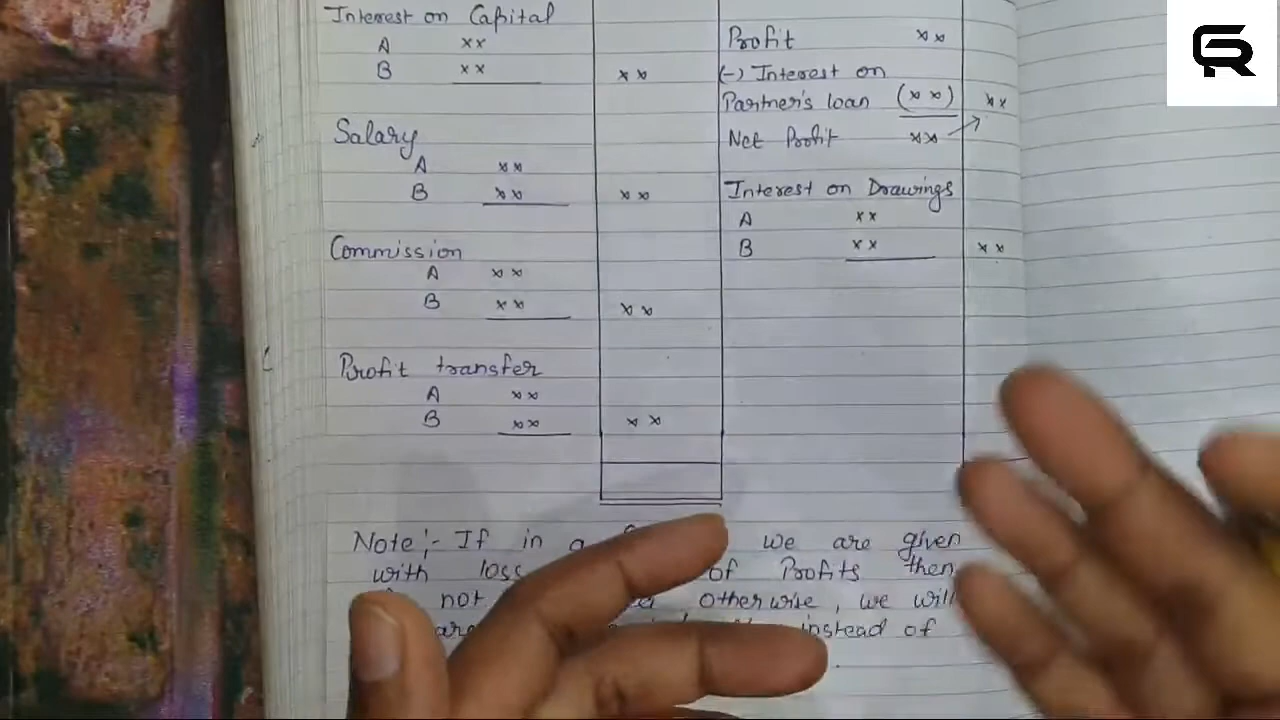 Interest on Capital
A xx
B xx xx
Salary
A xx
B xx xx
Commission
A xx
B xx xx
Profit transfer
A xx
B xx xx
Profit xx
(-) Interest on
Partner's loan (xx) xx
Net Profit xx
Interest on Drawings
A xx
B xx xx
Note:- If in a we are given
with loss of Profits then
not otherwise, we will
instead of
GR